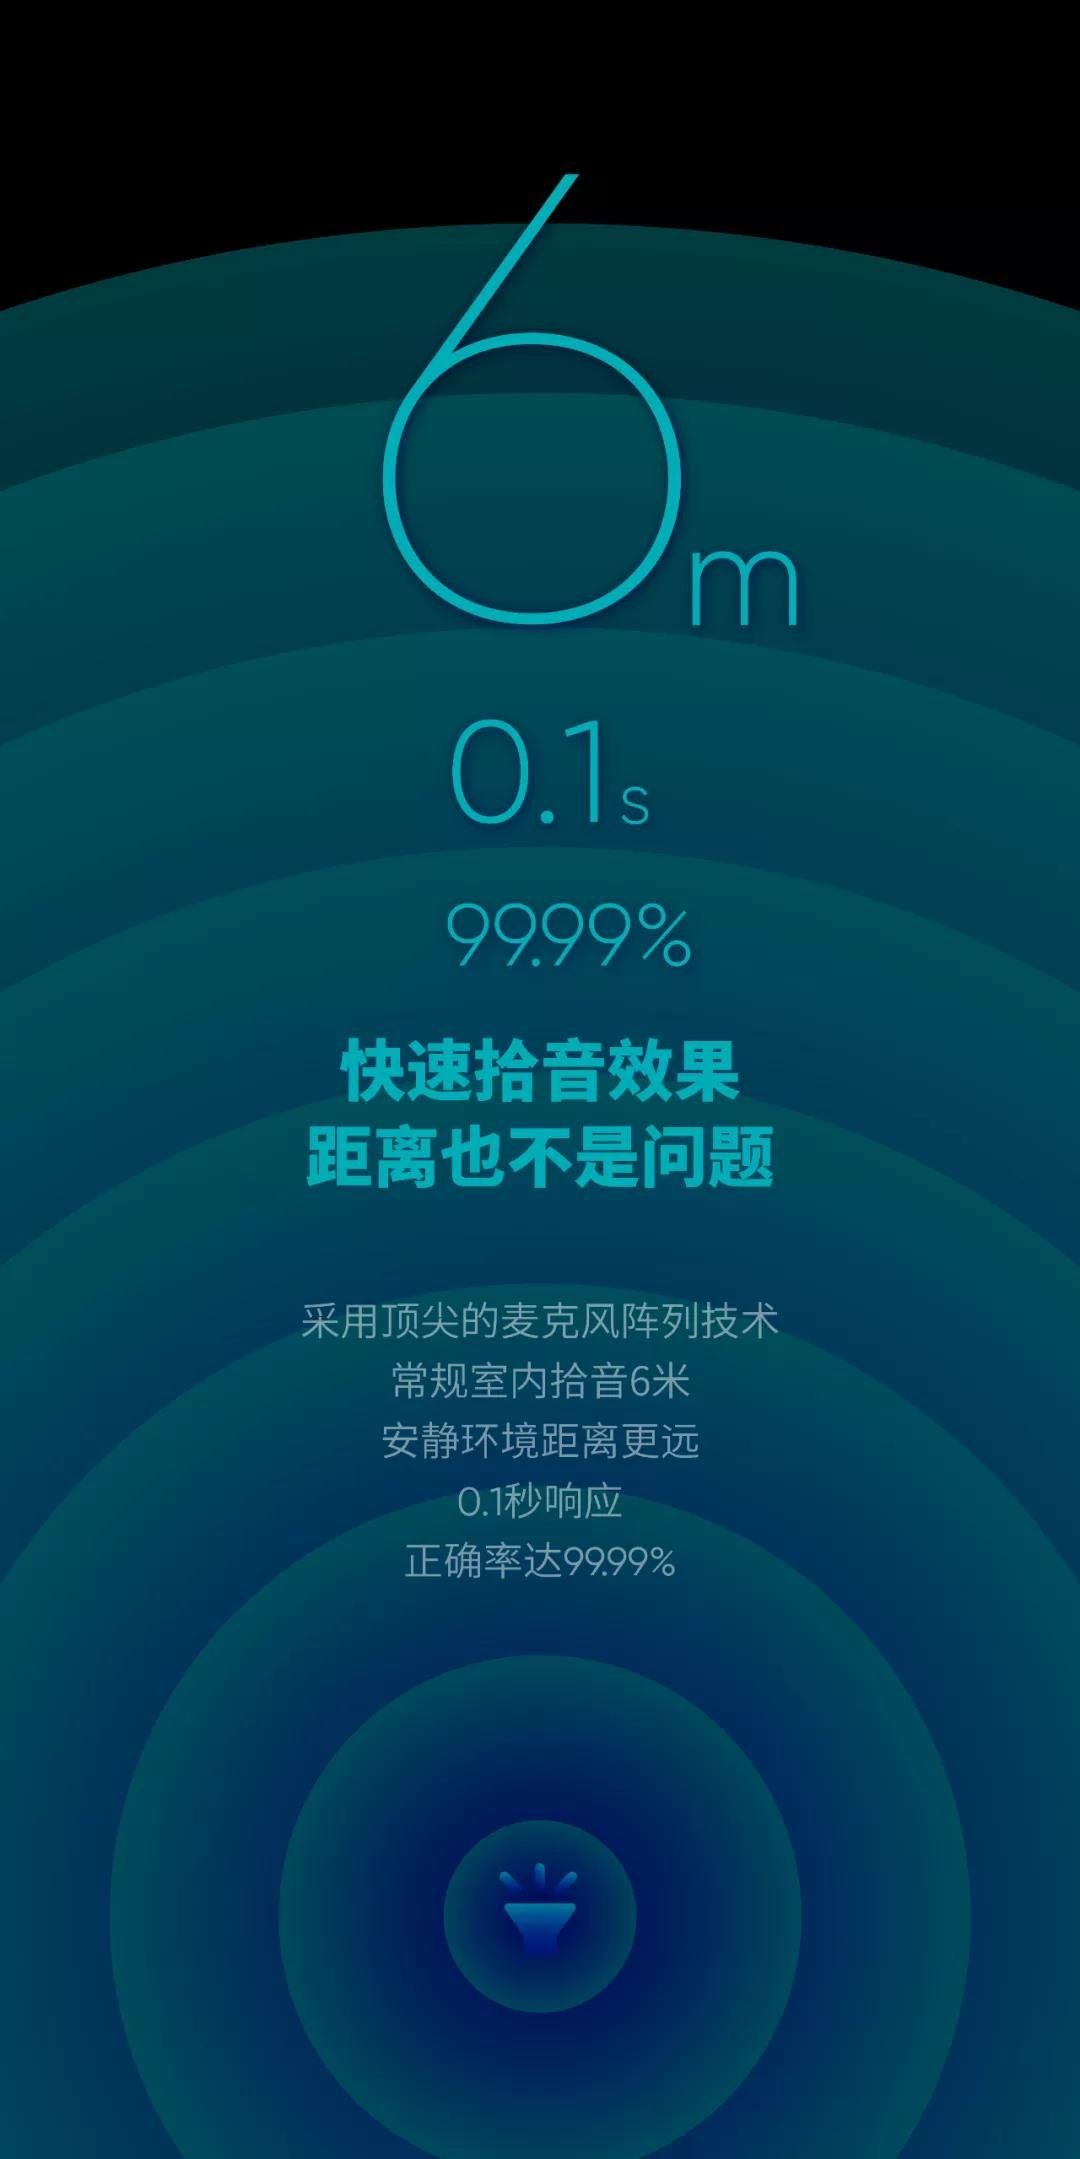 6m
0.1s
99.99%
快速拾音效果
距离也不是问题
采用顶尖的麦克风阵列技术
常规室内拾音6米
安静环境距离更远
0.1秒响应
正确率达99.99%